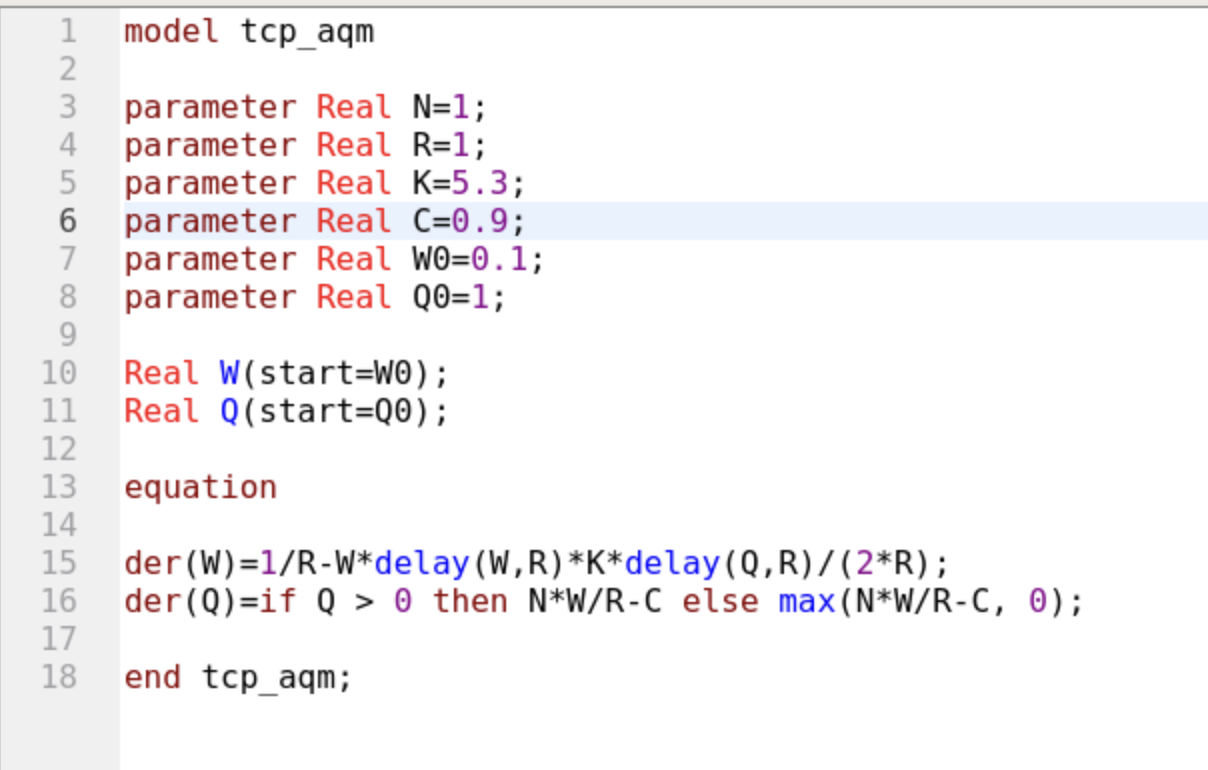 1 model tcp_aqm
2
3 parameter Real N=1;
4 parameter Real R=1;
5 parameter Real K=5.3;
6 parameter Real C=0.9;
7 parameter Real W0=0.1;
8 parameter Real Q0=1;
9
10 Real W(start=W0);
11 Real Q(start=Q0);
12
13 equation
14
15 der(W)=1/R-W*delay(W,R)*K*delay(Q,R)/(2*R);
16 der(Q)=if Q > 0 then N*W/R-C else max(N*W/R-C, 0);
17
18 end tcp_aqm;